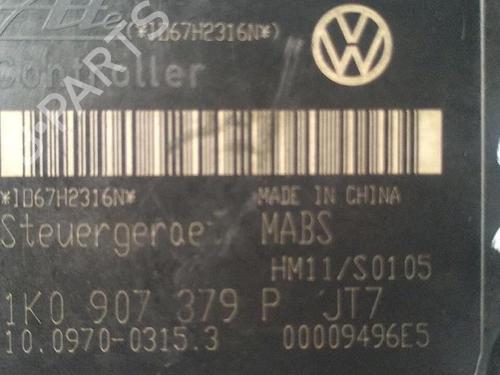 (*1D67H2316N*)
Controller
*1D67H2316N*
MADE IN CHINA
Steuergerae MABS
HM11/S0105
1K0 907 379 P JT7
10.0970-0315.3 00009496E5